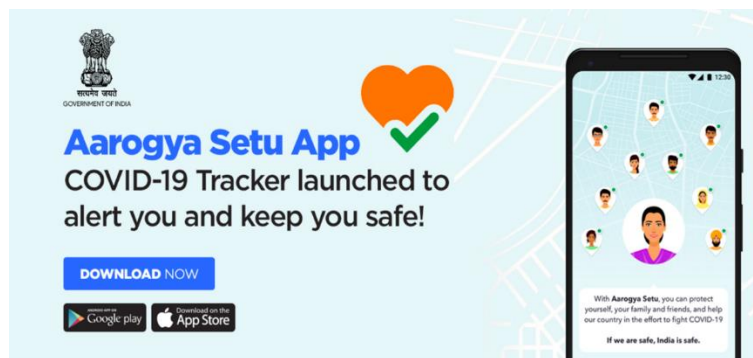 सत्यमेव जयते
GOVERNMENT OF INDIA
Aarogya Setu App
COVID-19 Tracker launched to
alert you and keep you safe!
DOWNLOAD NOW
ANDROID APP ON
Google play
Download on the
App Store
12:30
With Aarogya Setu, you can protect
yourself, your family and friends, and help
our country in the effort to fight COVID-19
If we are safe, India is safe.